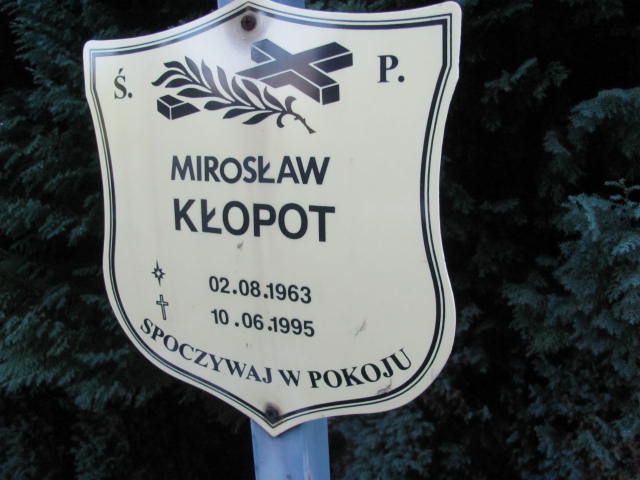 Ś. P.
MIROSŁAW
KŁOPOT
02.08.1963
10.06.1995
SPOCZYWAJ W POKOJU